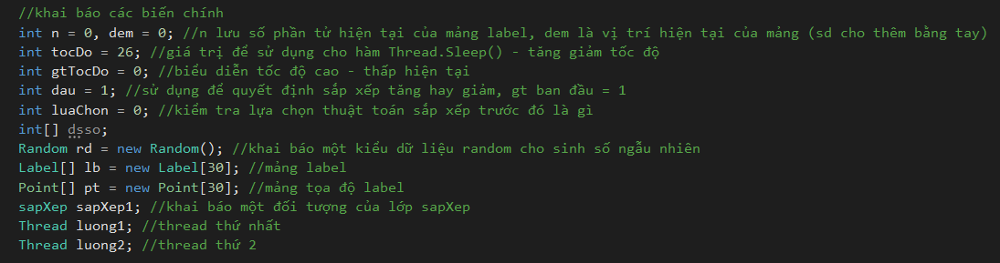 //khai báo các biến chính
int n = 0, dem = 0; //n lưu số phần tử hiện tại của mảng label, dem là vị trí hiện tại của mảng (sd cho thêm bằng tay)
int tocDo = 26; //giá trị để sử dụng cho hàm Thread.Sleep() - tăng giảm tốc độ
int gtTocDo = 0; //biểu diễn tốc độ cao - thấp hiện tại
int dau = 1; //sử dụng để quyết định sắp xếp tăng hay giảm, gt ban đầu = 1
int luaChon = 0; //kiểm tra lựa chọn thuật toán sắp xếp trước đó là gì
int[] dsso;
Random rd = new Random(); //khai báo một kiểu dữ liệu random cho sinh số ngẫu nhiên
Label[] lb = new Label[30]; //mảng label
Point[] pt = new Point[30]; //mảng tọa độ label
sapXep sapXep1; //khai báo một đối tượng của lớp sapXep
Thread luong1; //thread thứ nhất
Thread luong2; //thread thứ 2